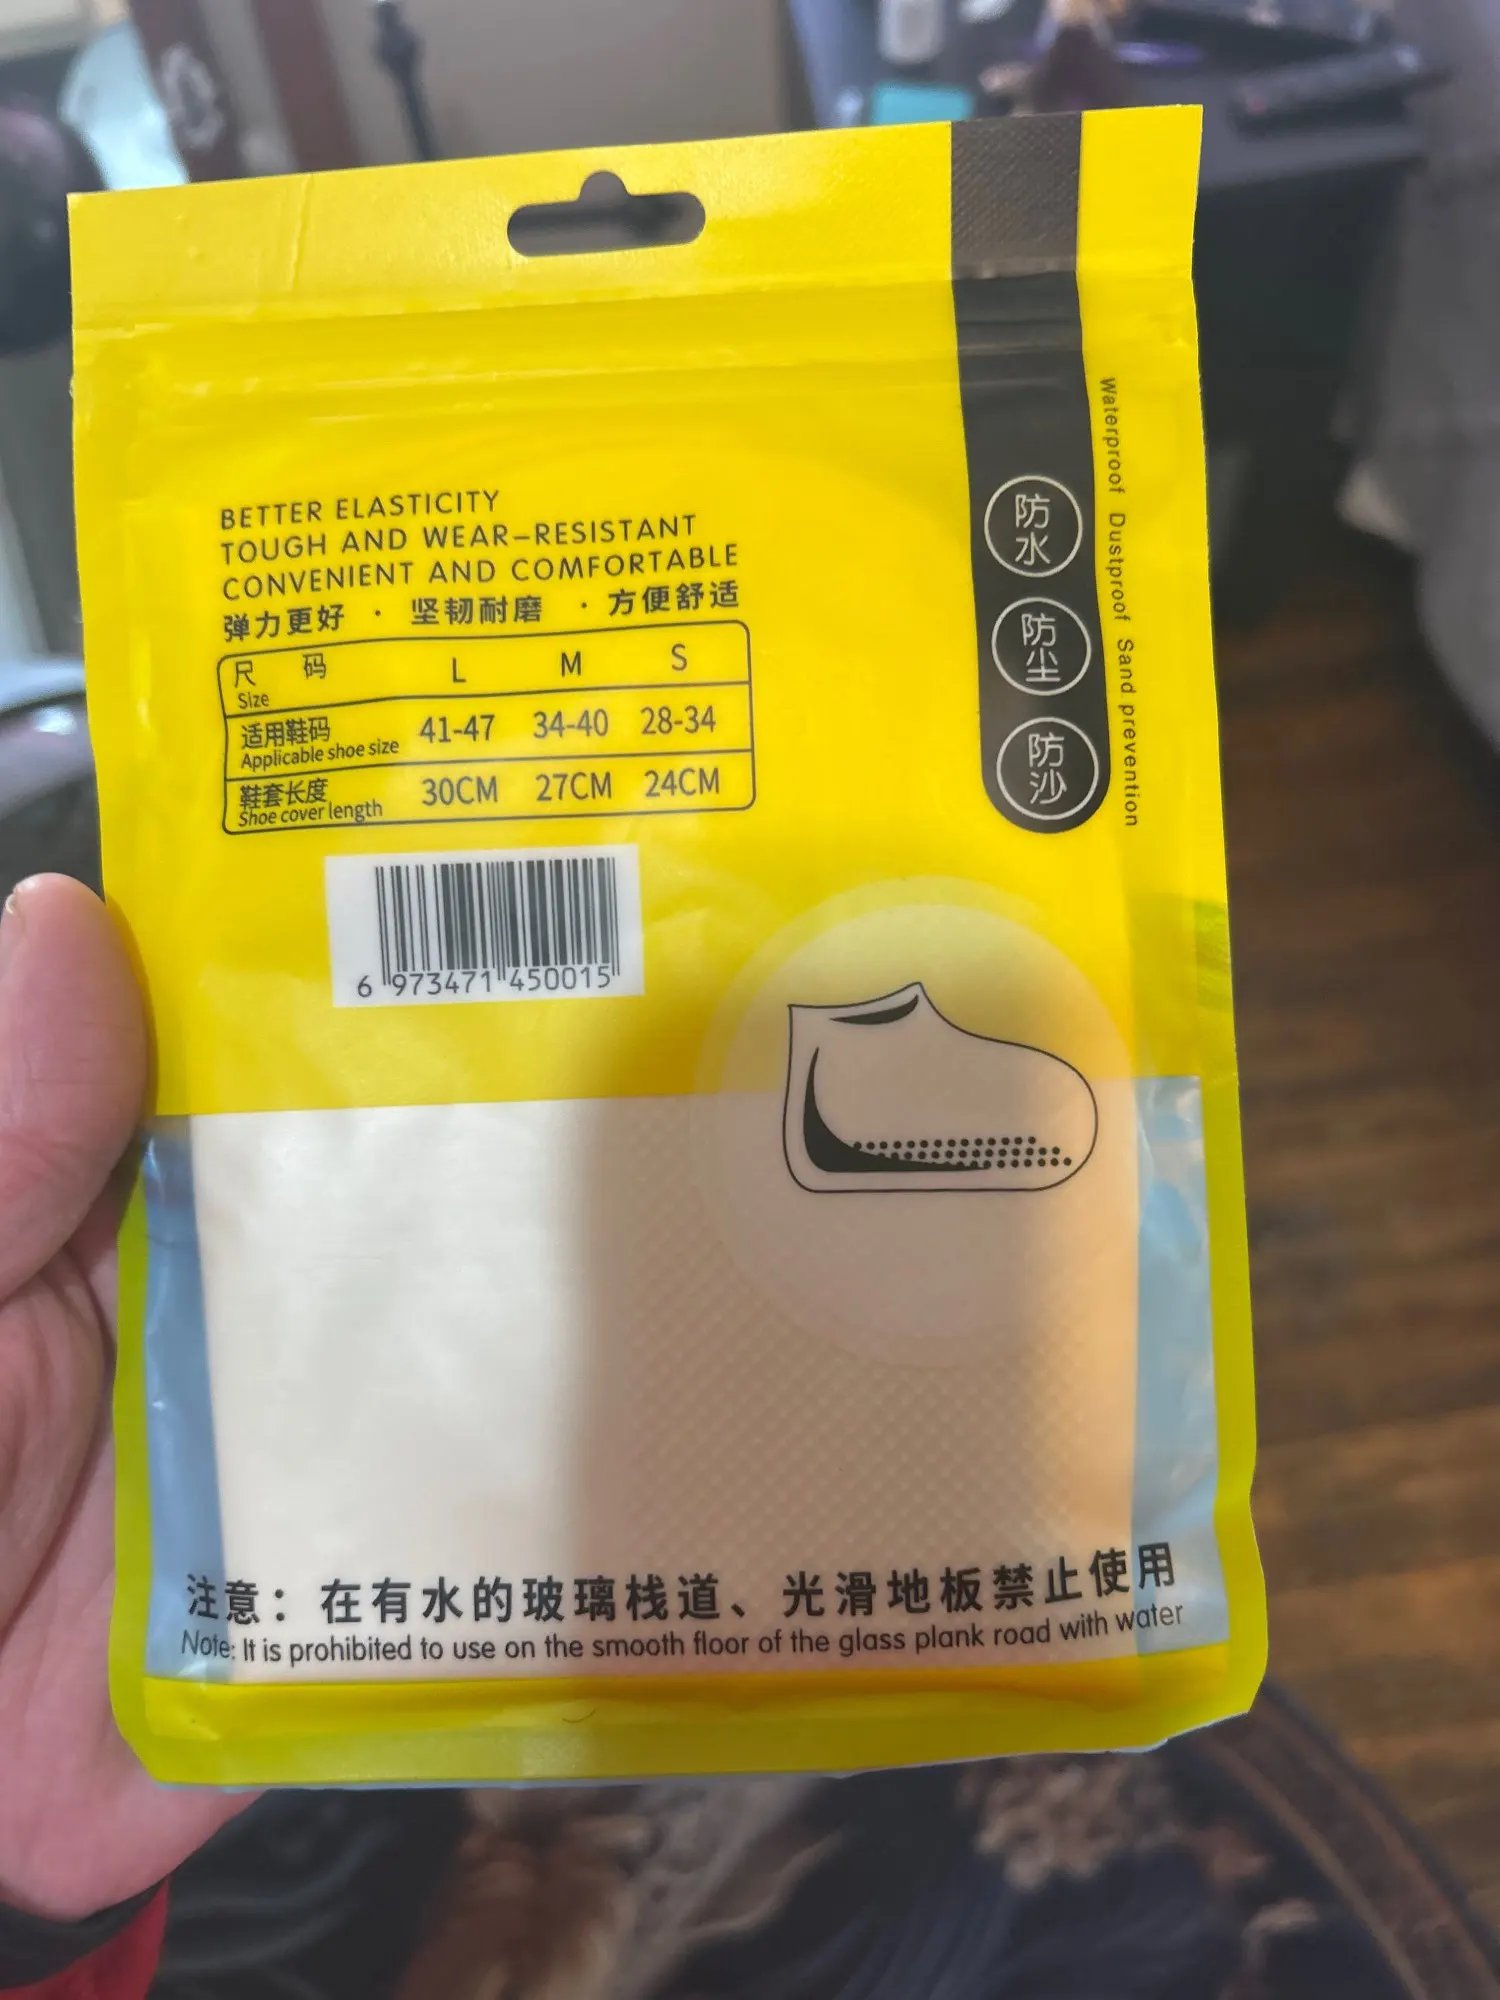 BETTER ELASTICITY
TOUGH AND WEAR-RESISTANT
CONVENIENT AND COMFORTABLE
弹力更好 · 坚韧耐磨 · 方便舒适
尺 码 L M S
Size
适用鞋码 41-47 34-40 28-34
Applicable shoe size
鞋套长度 30CM 27CM 24CM
Shoe cover length
6 973471 450015
防水
防尘
防沙
Waterproof Dustproof Sand prevention
注意：在有水的玻璃栈道、光滑地板禁止使用
Note: It is prohibited to use on the smooth floor of the glass plank road with water